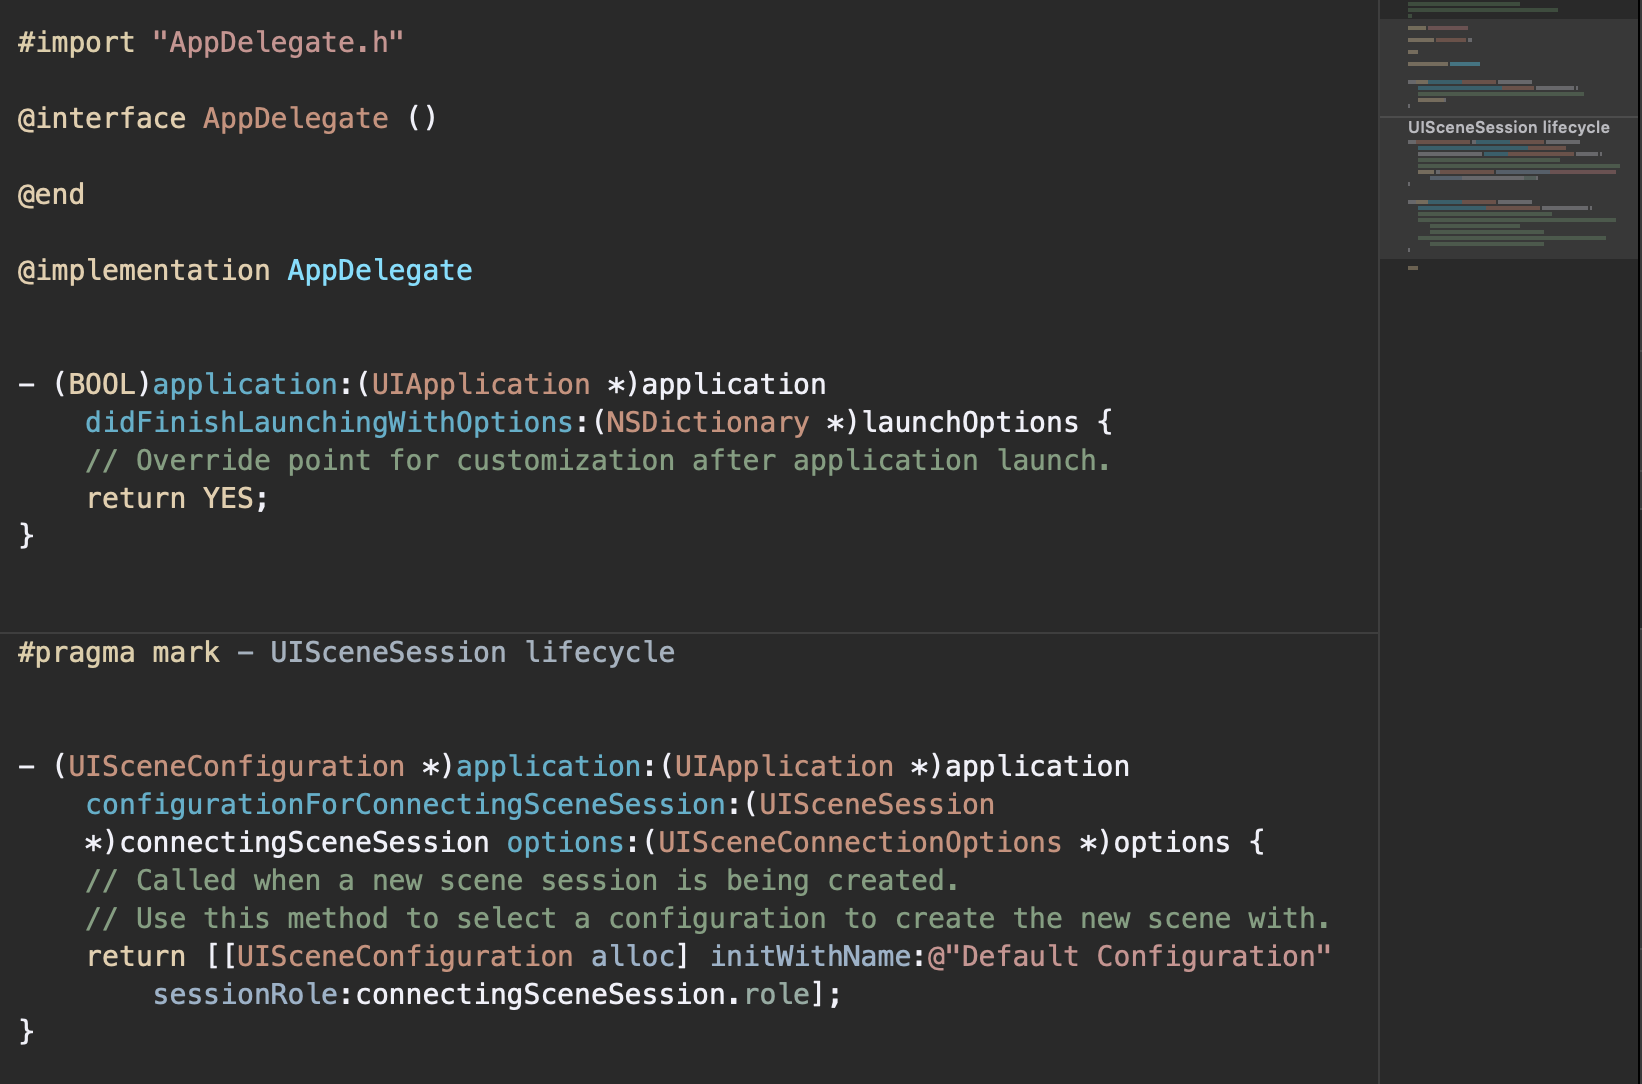 #import "AppDelegate.h"
@interface AppDelegate ()
@end
@implementation AppDelegate
- (BOOL)application:(UIApplication *)application
didFinishLaunchingWithOptions:(NSDictionary *)launchOptions {
// Override point for customization after application launch.
return YES;
}
#pragma mark - UISceneSession lifecycle
- (UISceneConfiguration *)application:(UIApplication *)application
configurationForConnectingSceneSession:(UISceneSession
*)connectingSceneSession options:(UISceneConnectionOptions *)options {
// Called when a new scene session is being created.
// Use this method to select a configuration to create the new scene with.
return [[UISceneConfiguration alloc] initWithName:@"Default Configuration"
sessionRole:connectingSceneSession.role];
}
UISceneSession lifecycle